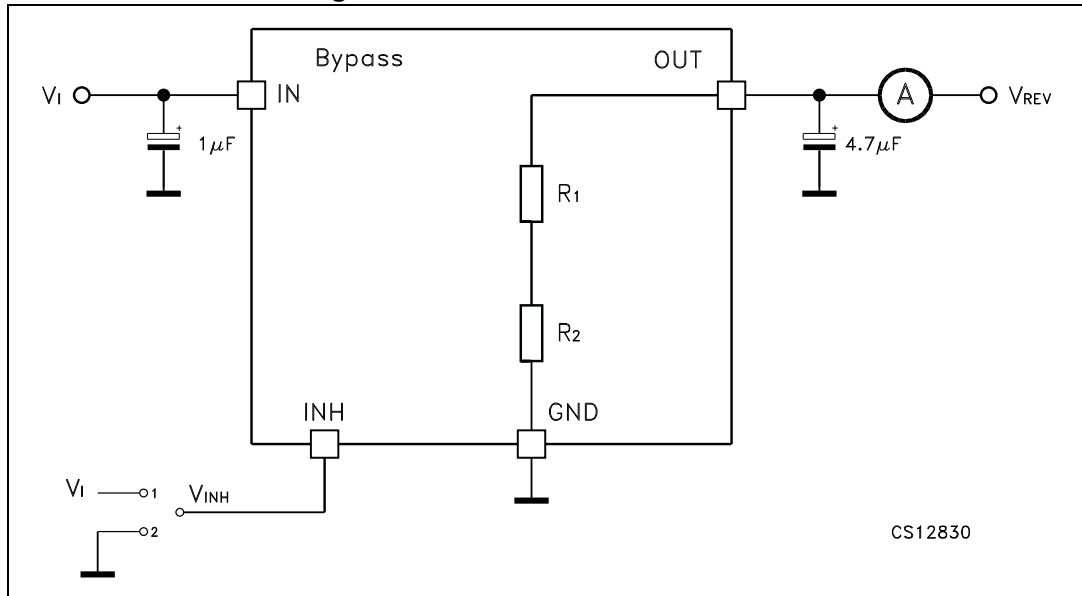 Bypass
OUT
VI
IN
A
VREV
+
1μF
+
4.7μF
R1
R2
INH
GND
VI
1
VINH
2
CS12830